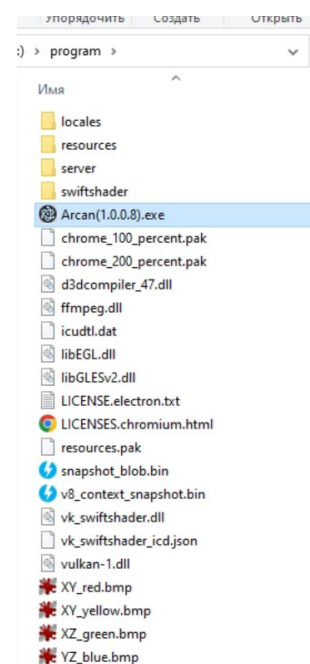 Упорядочить Создать Открыть
:) > program >
Имя
locales
resources
server
swiftshader
Arcan(1.0.0.8).exe
chrome_100_percent.pak
chrome_200_percent.pak
d3dcompiler_47.dll
ffmpeg.dll
icudtl.dat
libEGL.dll
libGLESv2.dll
LICENSE.electron.txt
LICENSES.chromium.html
resources.pak
snapshot_blob.bin
v8_context_snapshot.bin
vk_swiftshader.dll
vk_swiftshader_icd.json
vulkan-1.dll
XY_red.bmp
XY_yellow.bmp
XZ_green.bmp
YZ_blue.bmp